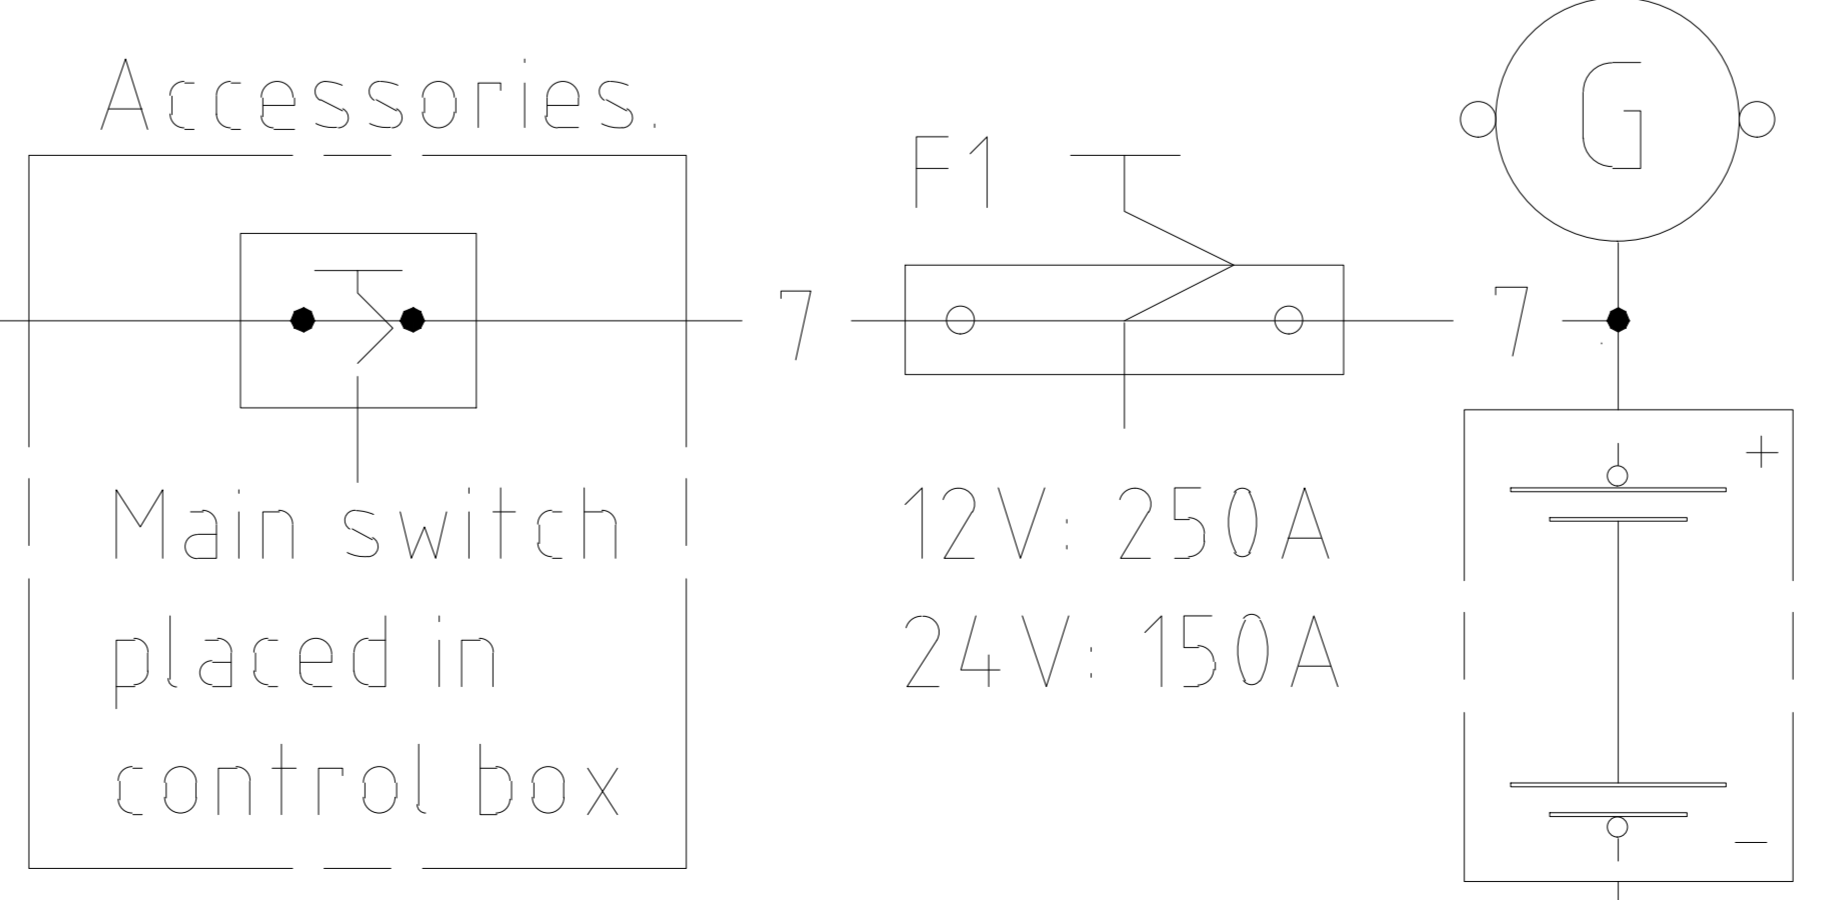 Accessories.
F1
G
7
7
+
Main switch
placed in
control box
12V: 250A
24V: 150A
-